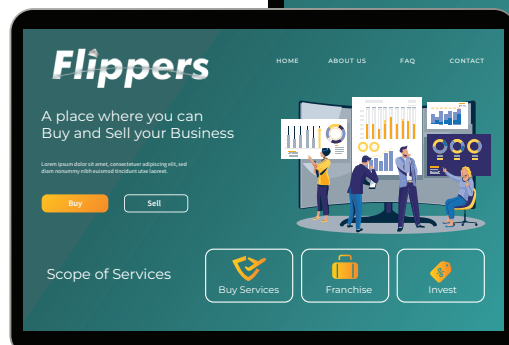 Flippers
HOME ABOUT US FAQ CONTACT
A place where you can
Buy and Sell your Business
Lorem ipsum dolor sit amet, consectetuer adipiscing elit, sed
diam nonummy nibh euismod tincidunt utae laoreet.
Buy Sell
Scope of Services
Buy Services Franchise Invest